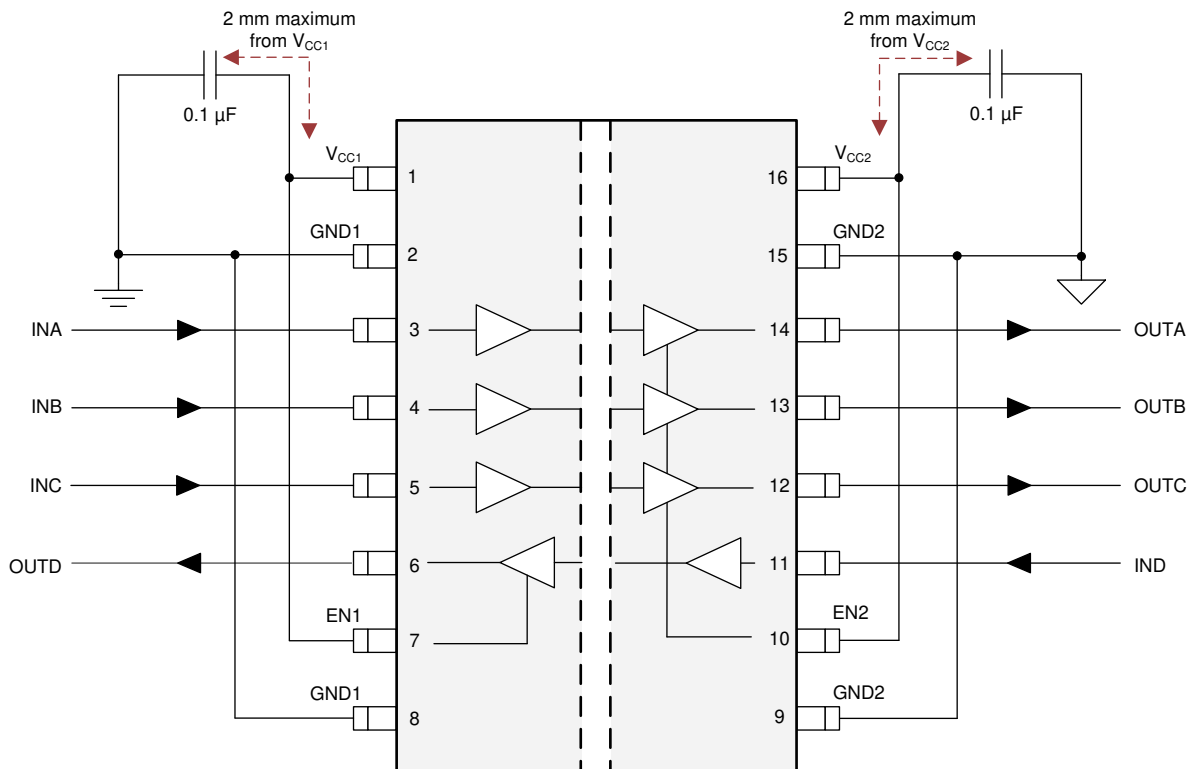 2 mm maximum
from VCC1
2 mm maximum
from VCC2
0.1 µF
0.1 µF
VCC1
VCC2
1
16
GND1
GND2
2
15
INA
3
14
OUTA
INB
4
13
OUTB
INC
5
12
OUTC
OUTD
6
11
IND
EN1
EN2
7
10
GND1
GND2
8
9